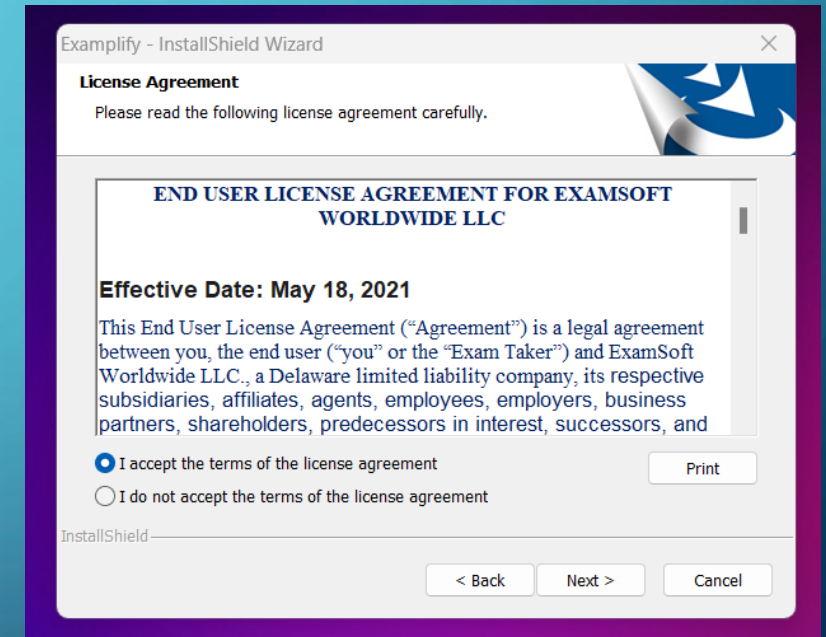 Examplify - InstallShield Wizard
License Agreement
Please read the following license agreement carefully.
END USER LICENSE AGREEMENT FOR EXAMSOFT
WORLDWIDE LLC
Effective Date: May 18, 2021
This End User License Agreement (“Agreement”) is a legal agreement
between you, the end user (“you” or the “Exam Taker”) and ExamSoft
Worldwide LLC., a Delaware limited liability company, its respective
subsidiaries, affiliates, agents, employees, employers, business
partners, shareholders, predecessors in interest, successors, and
I accept the terms of the license agreement
Print
I do not accept the terms of the license agreement
InstallShield
< Back
Next >
Cancel